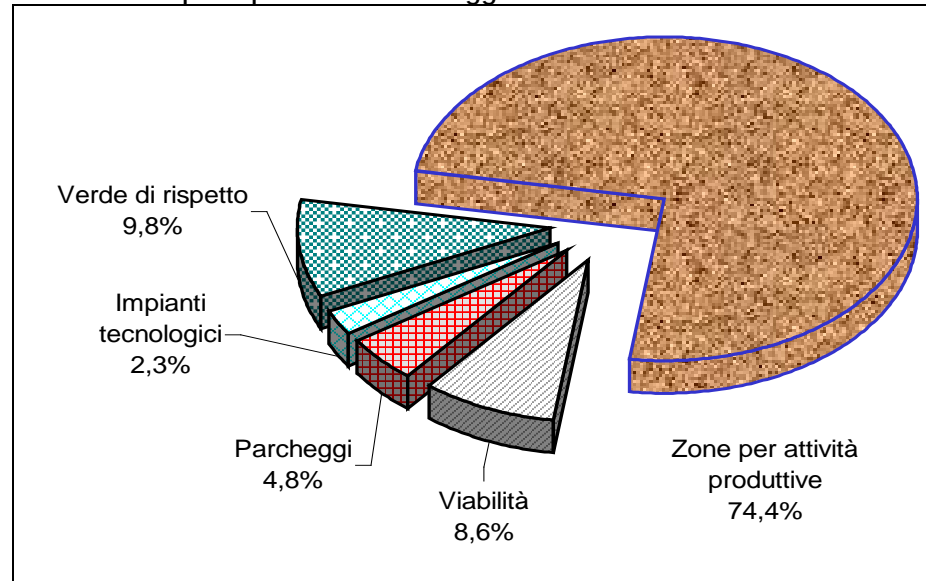 Verde di rispetto
9,8%
Impianti
tecnologici
2,3%
Parcheggi
4,8%
Viabilità
8,6%
Zone per attività
produttive
74,4%